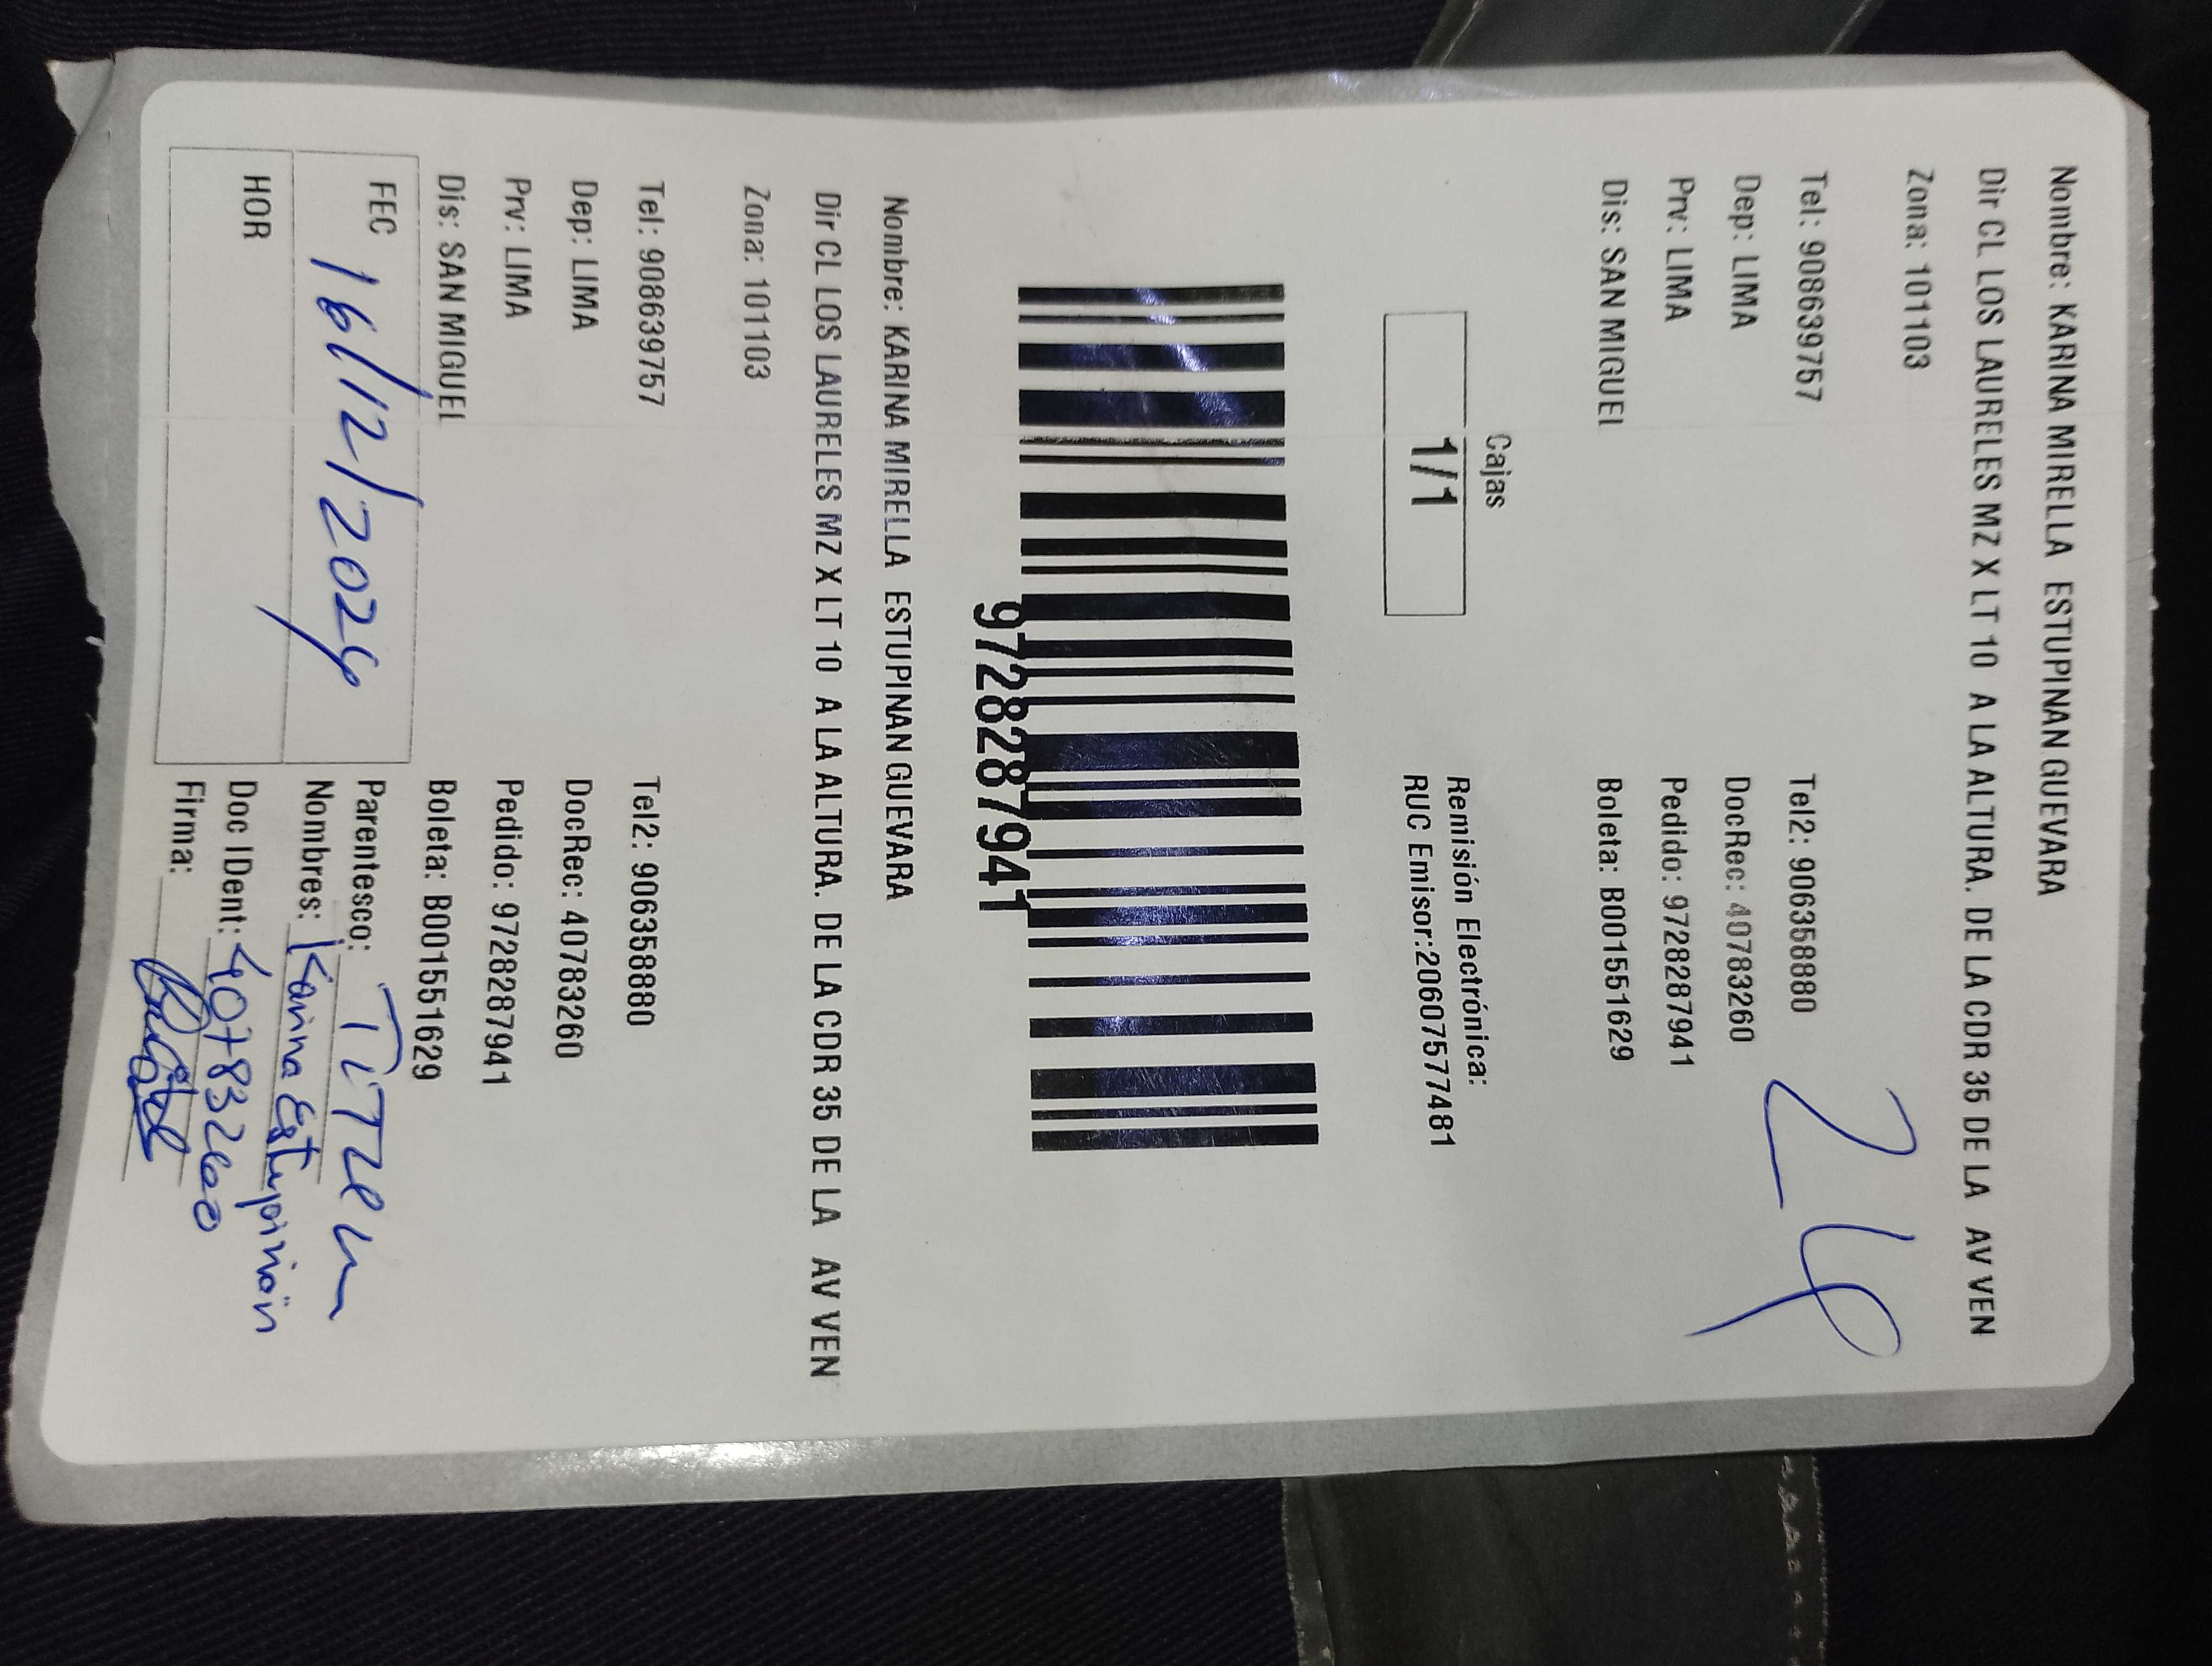 Nombre: KARINA MIRELLA ESTUPINAN GUEVARA
Dir CL LOS LAURELES MZ X LT 10 A LA ALTURA. DE LA CDR 35 DE LA AV VEN
Zona: 101103
Tel: 908639757 Tel2: 906358880
Dep: LIMA DocRec: 40783260
Prv: LIMA Pedido: 9728287941
Dis: SAN MIGUEL Boleta: B001551629
24
Cajas
1/1
Remisión Electrónica:
RUC Emisor:20607577481
9728287941
Nombre: KARINA MIRELLA ESTUPINAN GUEVARA
Dir CL LOS LAURELES MZ X LT 10 A LA ALTURA. DE LA CDR 35 DE LA AV VEN
Zona: 101103
Tel: 908639757 Tel2: 906358880
Dep: LIMA DocRec: 40783260
Prv: LIMA Pedido: 9728287941
Dis: SAN MIGUEL Boleta: B001551629
FEC 16/12/2024
HOR
Parentesco:
Nombres: Karina Estupiñán
Doc IDent: 40783260
Firma: